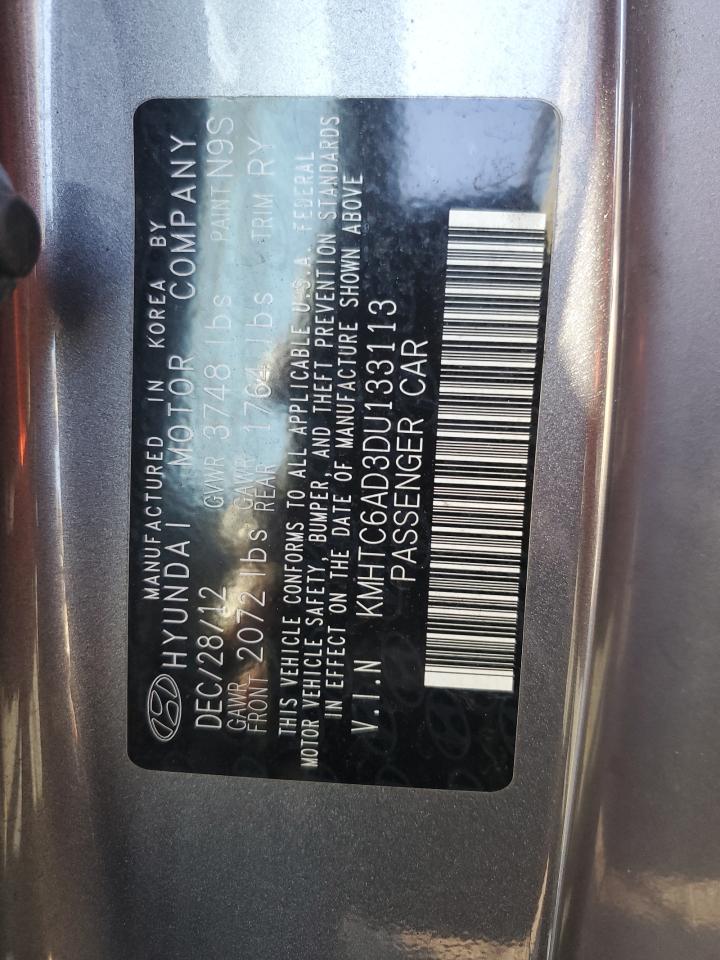 MANUFACTURED IN KOREA BY
HYUNDAI MOTOR COMPANY
DEC/28/12 GVWR 3748 lbs PAINT N9S
GAWR FRONT 2072 lbs GAWR REAR 1764 lbs TRIM RY
THIS VEHICLE CONFORMS TO ALL APPLICABLE U.S.A. FEDERAL
MOTOR VEHICLE SAFETY, BUMPER, AND THEFT PREVENTION STANDARDS
IN EFFECT ON THE DATE OF MANUFACTURE SHOWN ABOVE
V.I.N KMHTC6AD3DU133113
PASSENGER CAR